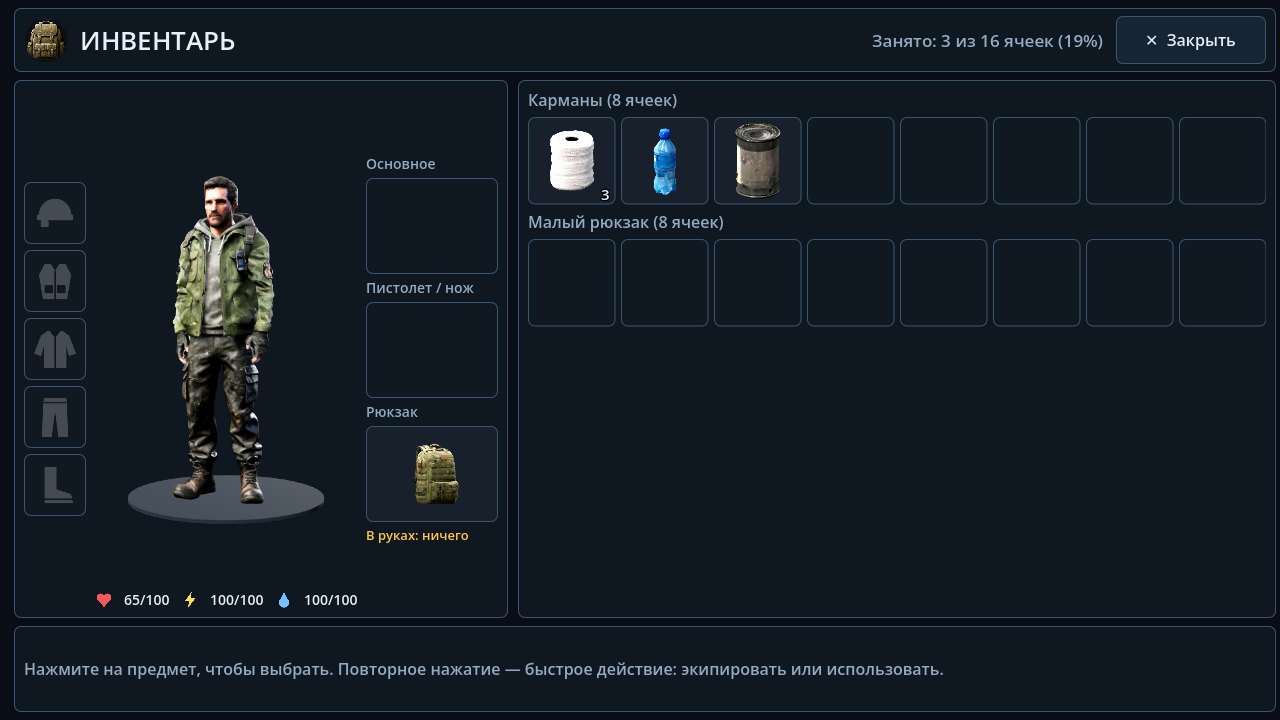 ИНВЕНТАРЬ
Занято: 3 из 16 ячеек (19%)
✕ Закрыть
Основное
Пистолет / нож
Рюкзак
В руках: ничего
65/100
100/100
100/100
Карманы (8 ячеек)
3
Малый рюкзак (8 ячеек)
Нажмите на предмет, чтобы выбрать. Повторное нажатие — быстрое действие: экипировать или использовать.